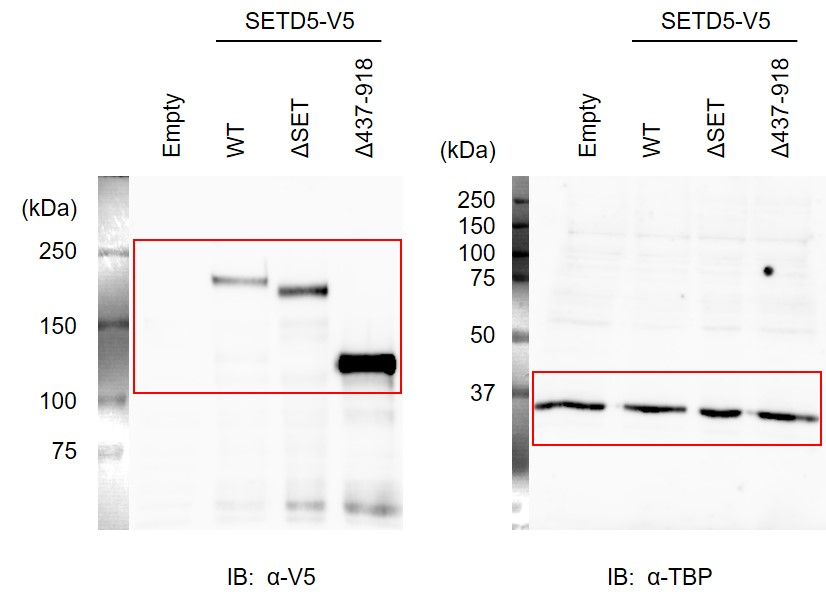 SETD5-V5
Empty
WT
ΔSET
Δ437-918
(kDa)
250
150
100
75
IB: α-V5
SETD5-V5
Empty
WT
ΔSET
Δ437-918
(kDa)
250
150
100
75
50
37
IB: α-TBP